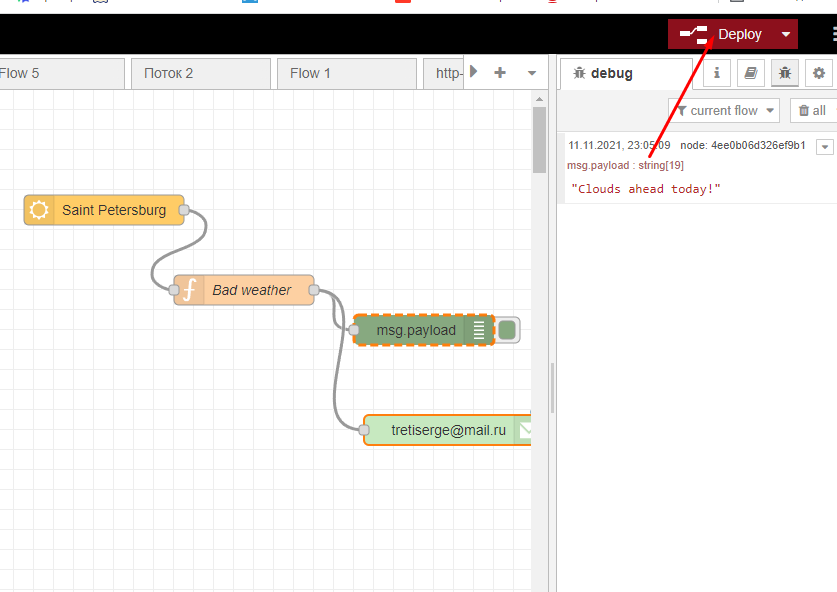 Deploy
Flow 5
Поток 2
Flow 1
http-
debug
current flow
all
11.11.2021, 23:05:09 node: 4ee0b06d326ef9b1
msg.payload : string[19]
"Clouds ahead today!"
Saint Petersburg
Bad weather
msg.payload
tretiserge@mail.ru